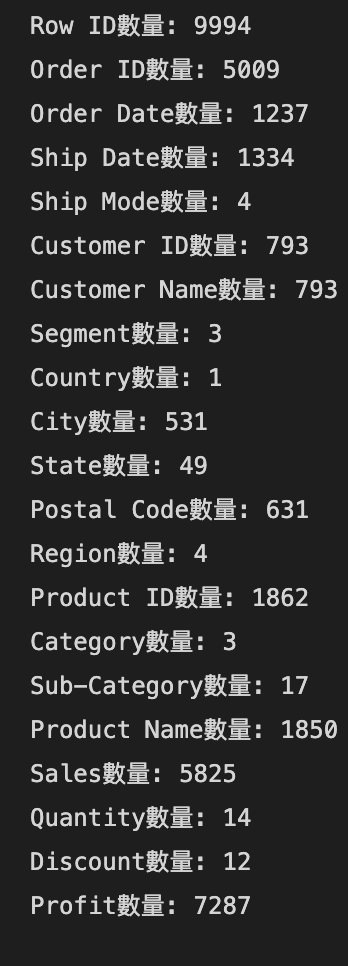 Row ID數量: 9994
Order ID數量: 5009
Order Date數量: 1237
Ship Date數量: 1334
Ship Mode數量: 4
Customer ID數量: 793
Customer Name數量: 793
Segment數量: 3
Country數量: 1
City數量: 531
State數量: 49
Postal Code數量: 631
Region數量: 4
Product ID數量: 1862
Category數量: 3
Sub-Category數量: 17
Product Name數量: 1850
Sales數量: 5825
Quantity數量: 14
Discount數量: 12
Profit數量: 7287